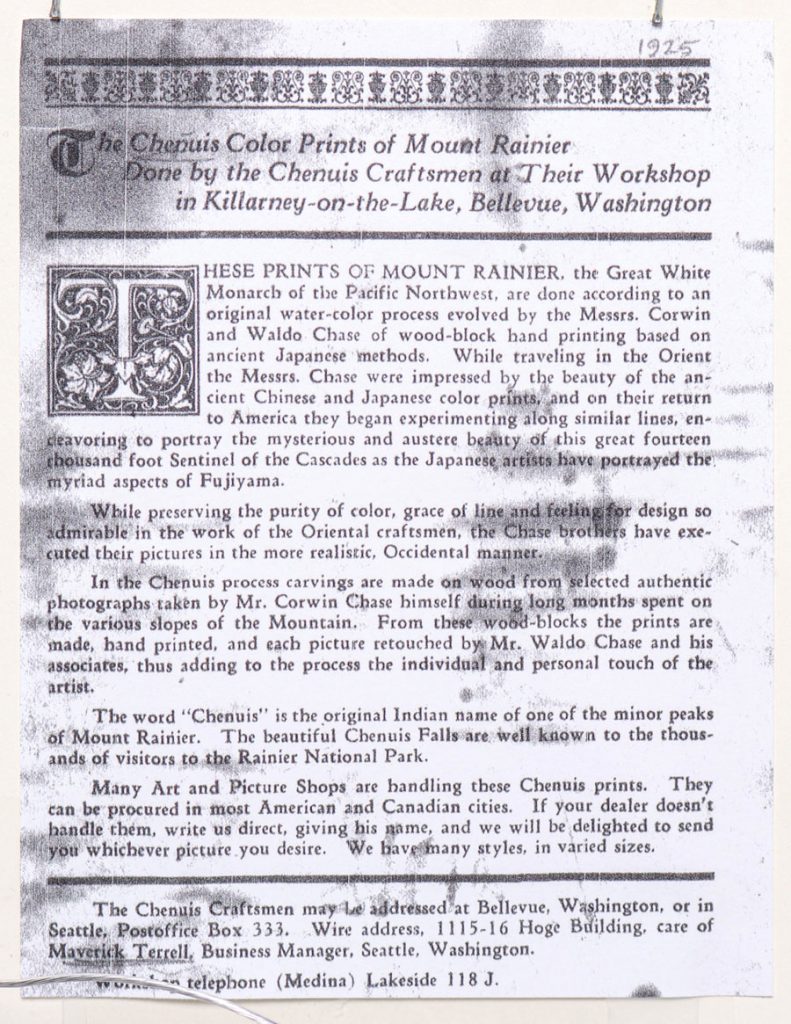 1925
The Chenuis Color Prints of Mount Rainier
Done by the Chenuis Craftsmen at Their Workshop
in Killarney-on-the-Lake, Bellevue, Washington
THESE PRINTS OF MOUNT RAINIER, the Great White
Monarch of the Pacific Northwest, are done according to an
original water-color process evolved by the Messrs. Corwin
and Waldo Chase of wood-block hand printing based on
ancient Japanese methods. While traveling in the Orient
the Messrs. Chase were impressed by the beauty of the an-
cient Chinese and Japanese color prints, and on their return
to America they began experimenting along similar lines, en-
deavoring to portray the mysterious and austere beauty of this great fourteen
thousand foot Sentinel of the Cascades as the Japanese artists have portrayed the
myriad aspects of Fujiyama.
While preserving the purity of color, grace of line and feeling for design so
admirable in the work of the Oriental craftsmen, the Chase brothers have exe-
cuted their pictures in the more realistic, Occidental manner.
In the Chenuis process carvings are made on wood from selected authentic
photographs taken by Mr. Corwin Chase himself during long months spent on
the various slopes of the Mountain. From these wood-blocks the prints are
made, hand printed, and each picture retouched by Mr. Waldo Chase and his
associates, thus adding to the process the individual and personal touch of the
artist.
The word "Chenuis" is the original Indian name of one of the minor peaks
of Mount Rainier. The beautiful Chenuis Falls are well known to the thous-
ands of visitors to the Rainier National Park.
Many Art and Picture Shops are handling these Chenuis prints. They
can be procured in most American and Canadian cities. If your dealer doesn't
handle them, write us direct, giving his name, and we will be delighted to send
you whichever picture you desire. We have many styles, in varied sizes.
The Chenuis Craftsmen may be addressed at Bellevue, Washington, or in
Seattle, Postoffice Box 333. Wire address, 1115-16 Hoge Building, care of
Maverick Terrell, Business Manager, Seattle, Washington.
Workshop telephone (Medina) Lakeside 118 J.